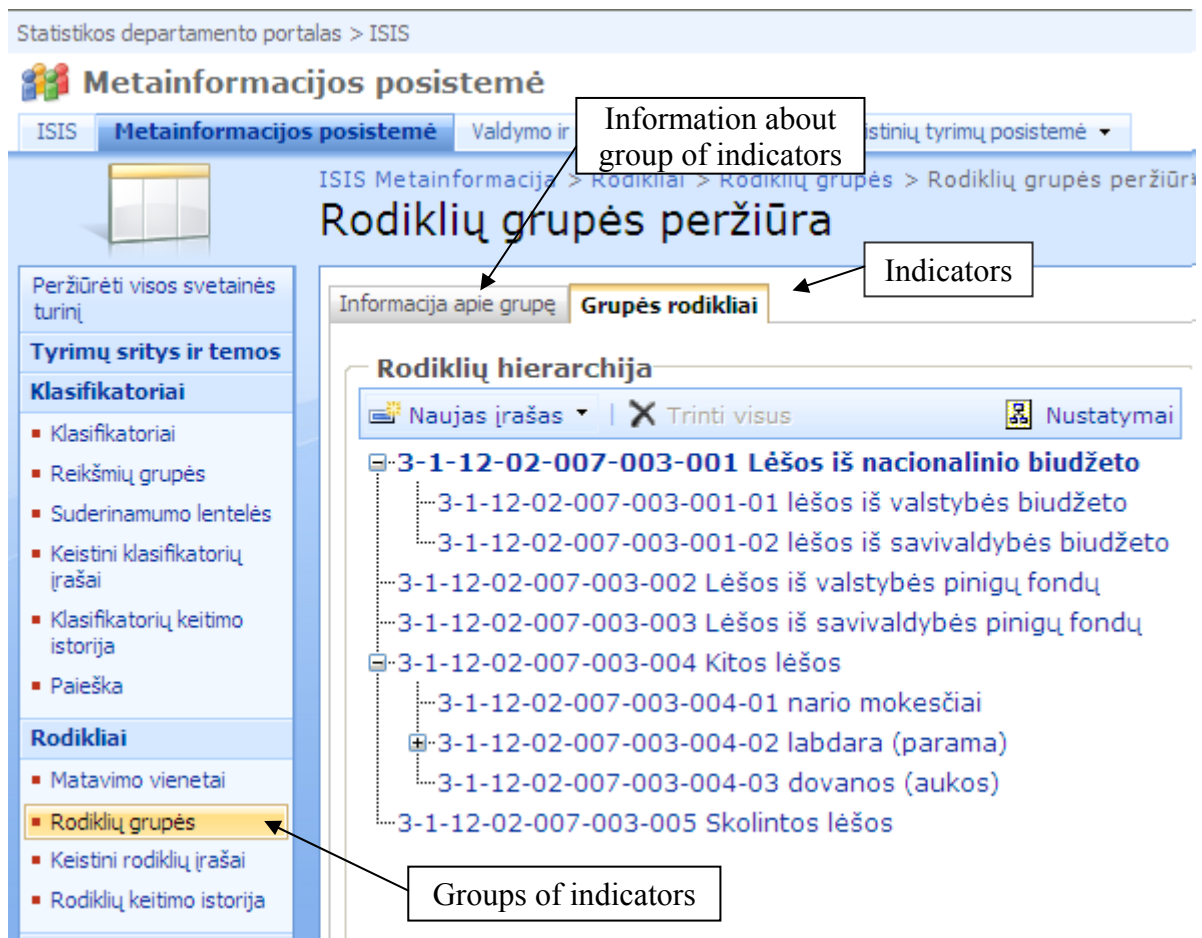 Statistikos departamento portalas > ISIS
Metainformacijos posistemė
ISIS Metainformacijos posistemė Valdymo ir istinių tyrimų posistemė
Information about
group of indicators
ISIS Metainformacija > Rodikliai > Rodiklių grupės > Rodiklių grupės peržiūr
Rodiklių grupės peržiūra
Indicators
Peržiūrėti visos svetainės
turinį
Tyrimų sritys ir temos
Klasifikatoriai
Klasifikatoriai
Reikšmių grupės
Suderinamumo lentelės
Keistini klasifikatorių
įrašai
Klasifikatorių keitimo
istorija
Paieška
Rodikliai
Matavimo vienetai
Rodiklių grupės
Keistini rodiklių įrašai
Rodiklių keitimo istorija
Informacija apie grupę Grupės rodikliai
Rodiklių hierarchija
Naujas įrašas Trinti visus Nustatymai
3-1-12-02-007-003-001 Lėšos iš nacionalinio biudžeto
3-1-12-02-007-003-001-01 lėšos iš valstybės biudžeto
3-1-12-02-007-003-001-02 lėšos iš savivaldybės biudžeto
3-1-12-02-007-003-002 Lėšos iš valstybės pinigų fondų
3-1-12-02-007-003-003 Lėšos iš savivaldybės pinigų fondų
3-1-12-02-007-003-004 Kitos lėšos
3-1-12-02-007-003-004-01 nario mokesčiai
3-1-12-02-007-003-004-02 labdara (parama)
3-1-12-02-007-003-004-03 dovanos (aukos)
3-1-12-02-007-003-005 Skolintos lėšos
Groups of indicators